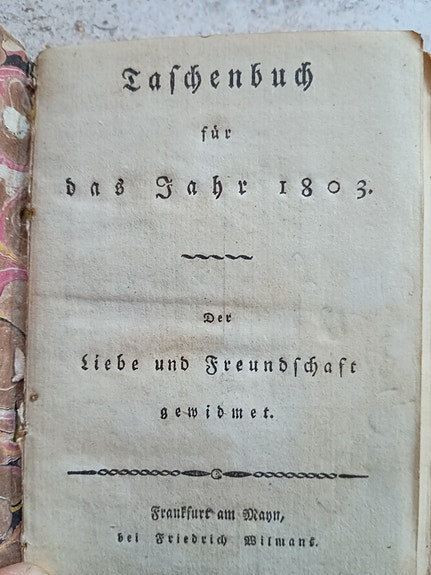 Taschenbuch
für
das Jahr 1803.
Der
Liebe und Freundschaft
gewidmet.
Frankfurt am Mayn,
bei Friedrich Wilmans.